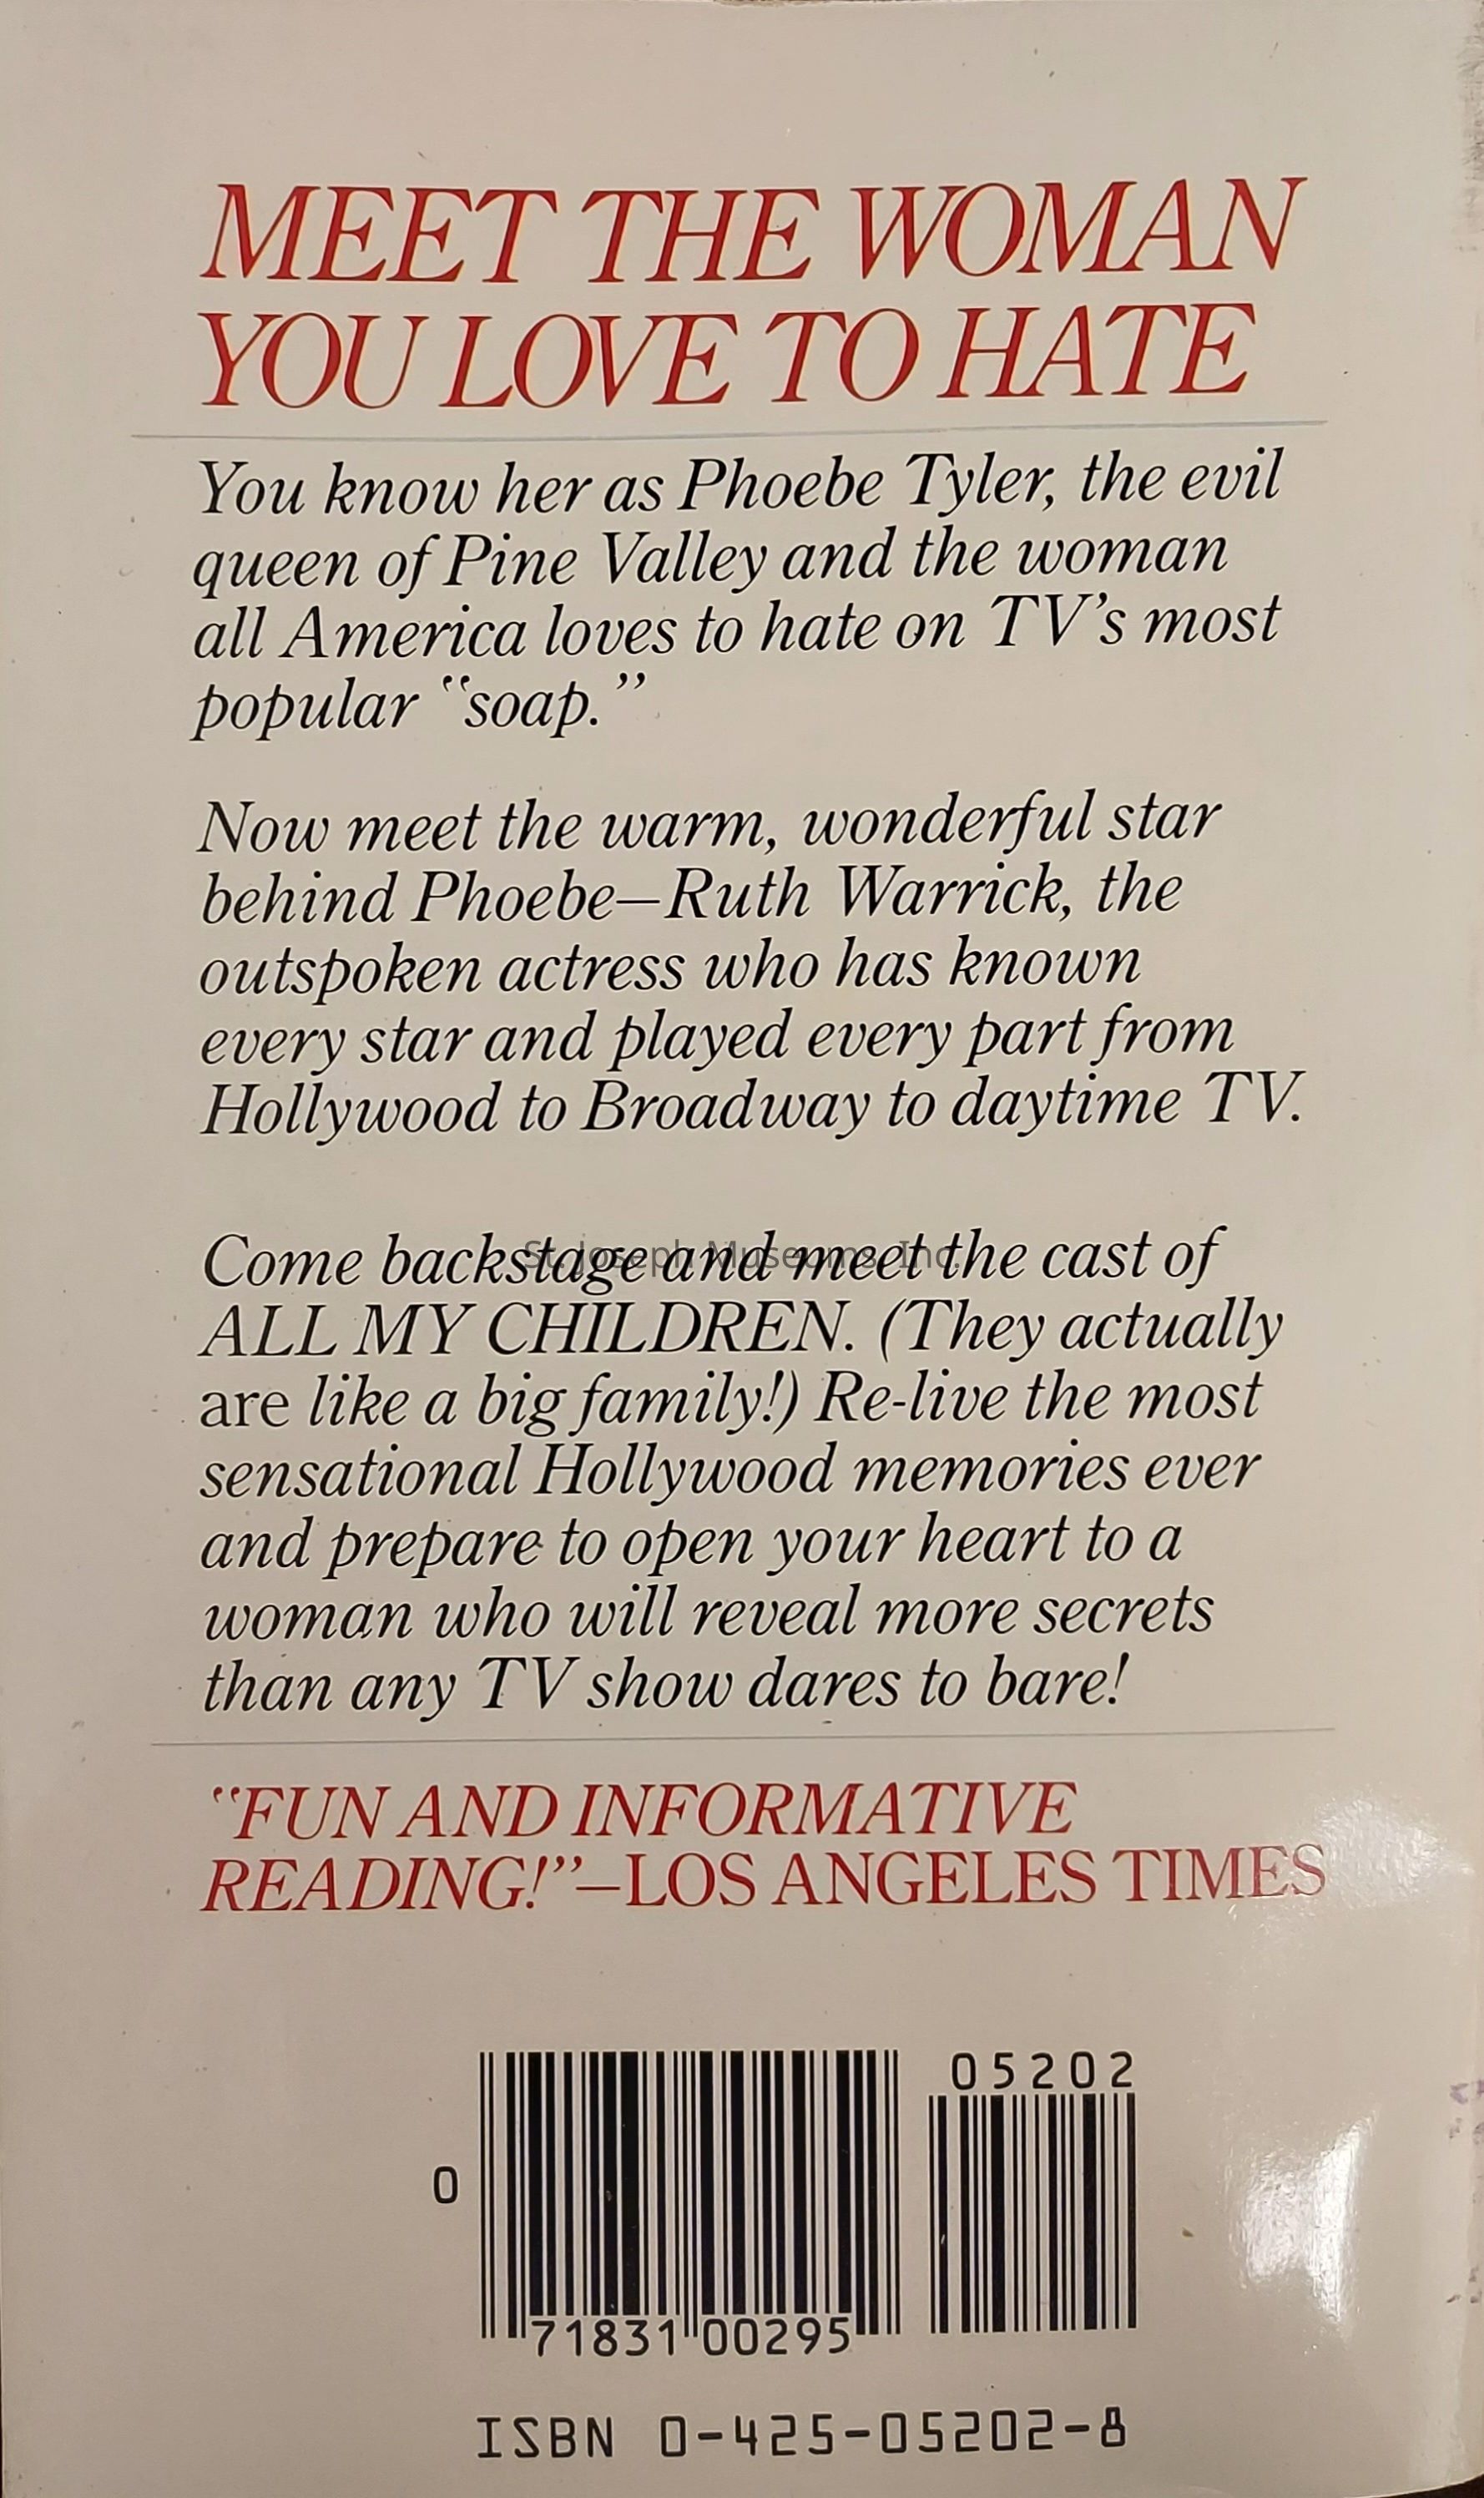 MEET THE WOMAN
YOU LOVE TO HATE
You know her as Phoebe Tyler, the evil
queen of Pine Valley and the woman
all America loves to hate on TV's most
popular "soap."
Now meet the warm, wonderful star
behind Phoebe—Ruth Warrick, the
outspoken actress who has known
every star and played every part from
Hollywood to Broadway to daytime TV.
Come backstage and meet the cast of
St. Joseph Museums, Inc.
ALL MY CHILDREN. (They actually
are like a big family!) Re-live the most
sensational Hollywood memories ever
and prepare to open your heart to a
woman who will reveal more secrets
than any TV show dares to bare!
"FUN AND INFORMATIVE
READING!"—LOS ANGELES TIMES
05202
0
71831 00295
ISBN 0-425-05202-8